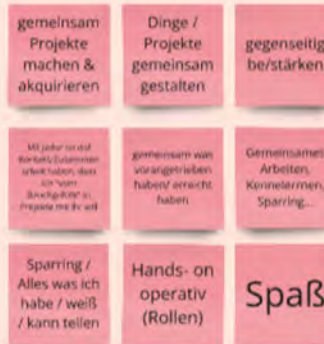 gemeinsam
Projekte
machen &
akquirieren
Dinge /
Projekte
gemeinsam
gestalten
gegenseitig
be/stärken
gemeinsam was
vorangetrieben
haben/ erreicht
haben
Gemeinsames
Arbeiten,
Kennelernen,
Sparring...
Sparring /
Alles was ich
habe / weiß
/ kann teilen
Hands- on
operativ
(Rollen)
Spaß